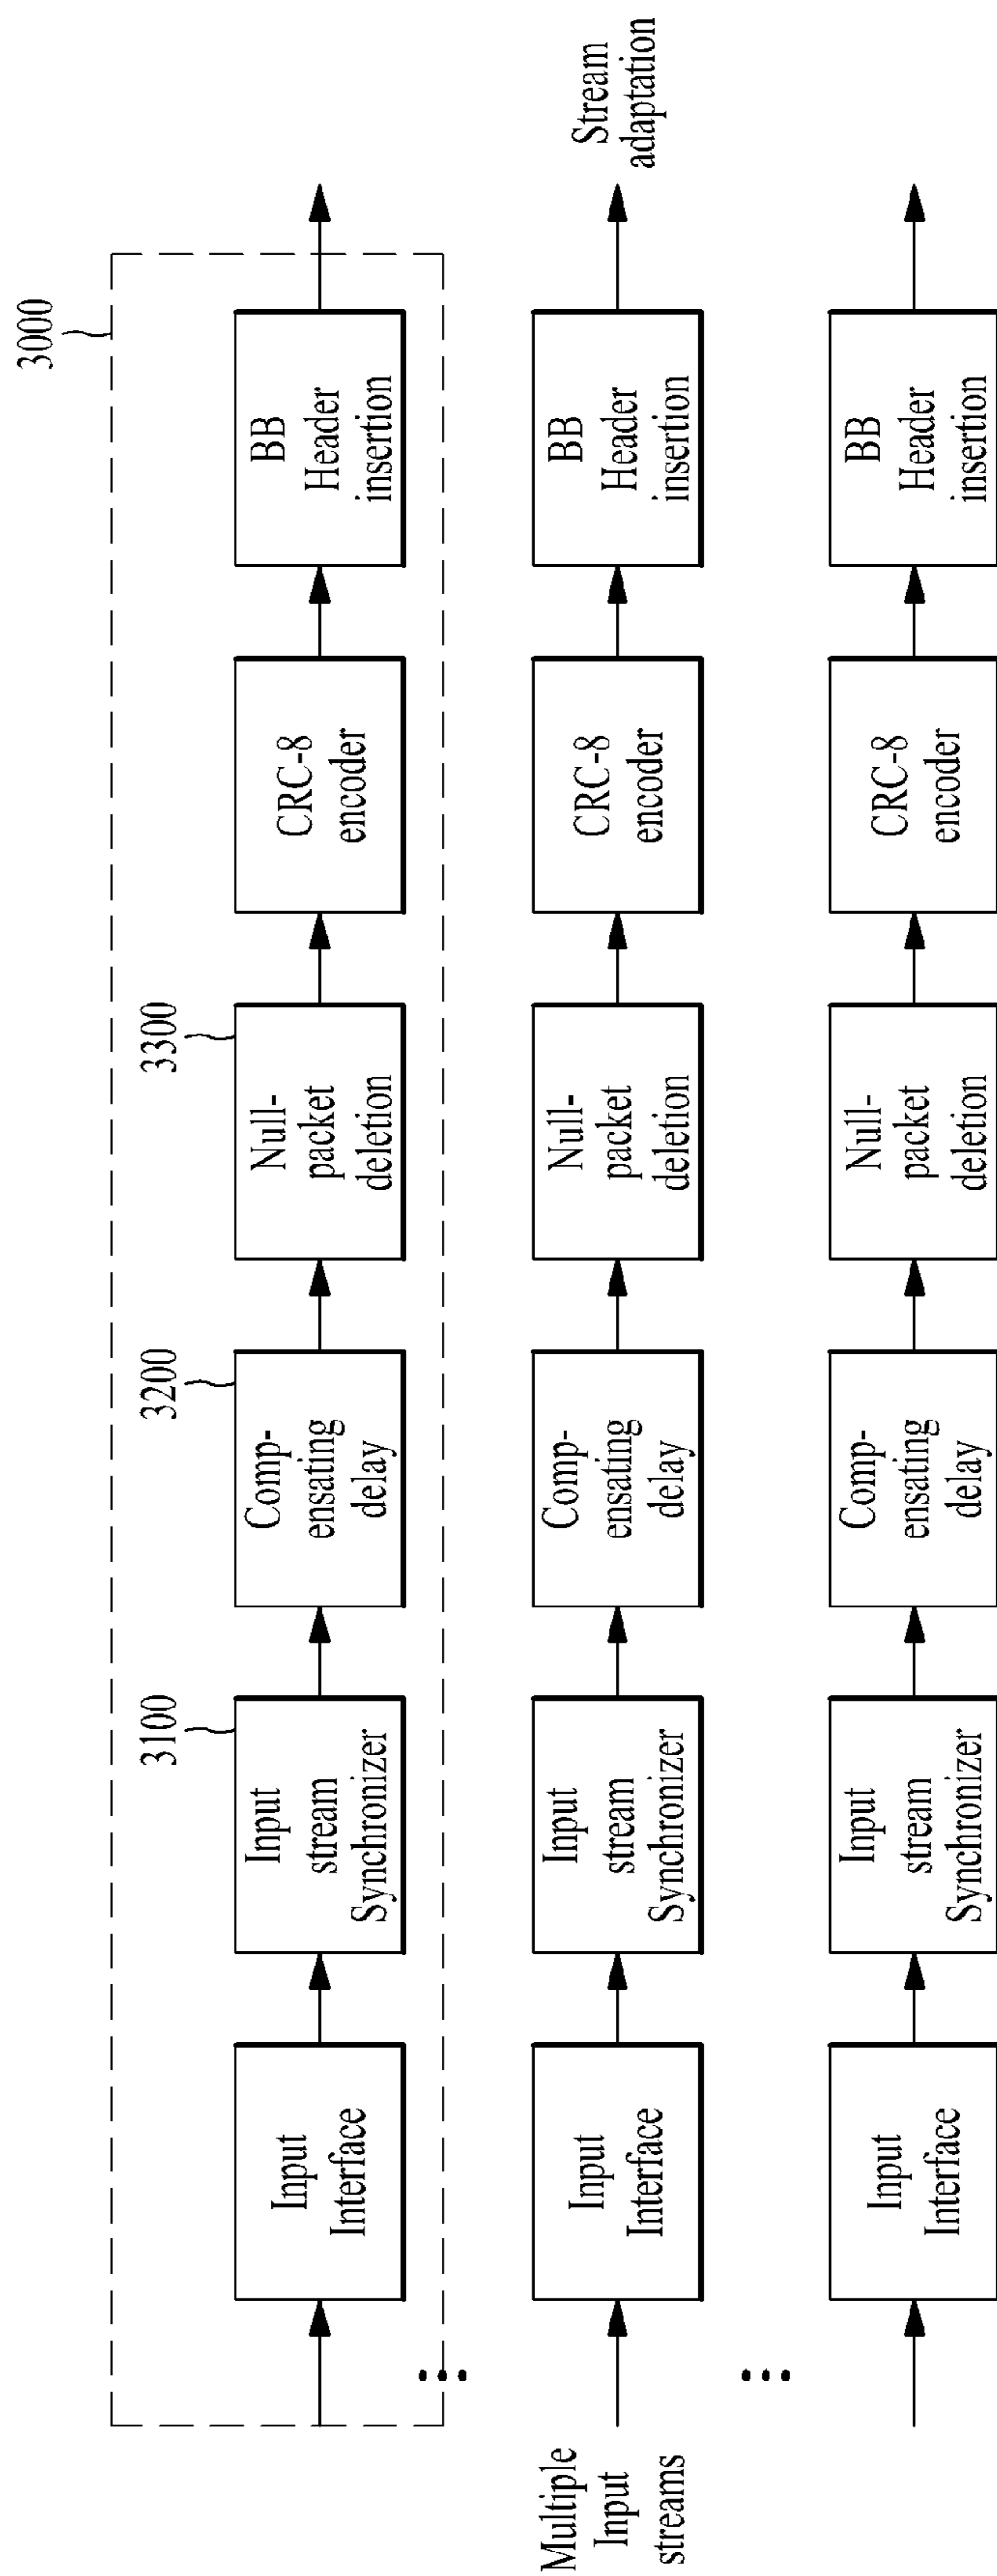 3000
3100
3200
3300
Input
Interface
Input
stream
Synchronizer
Comp-
ensating
delay
Null-
packet
deletion
CRC-8
encoder
BB
Header
insertion
Multiple
Input
streams
Input
Interface
Input
stream
Synchronizer
Comp-
ensating
delay
Null-
packet
deletion
CRC-8
encoder
BB
Header
insertion
Stream
adaptation
Input
Interface
Input
stream
Synchronizer
Comp-
ensating
delay
Null-
packet
deletion
CRC-8
encoder
BB
Header
insertion